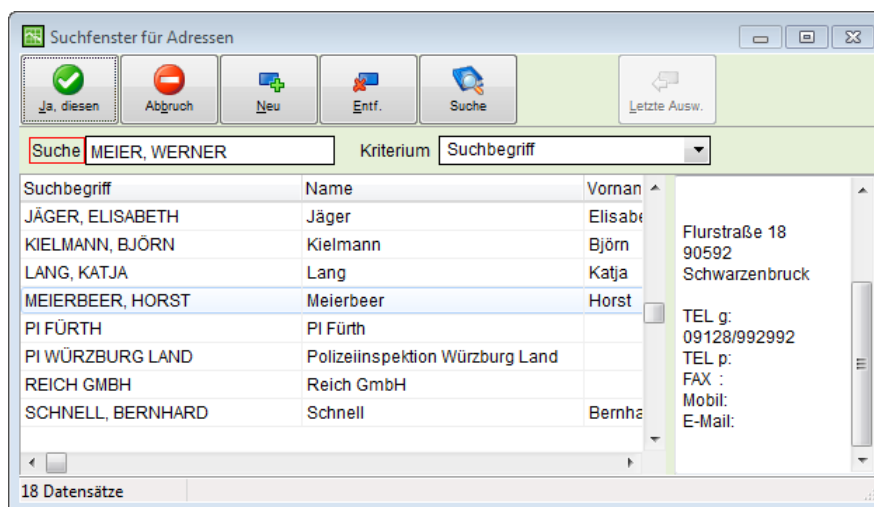 Suchfenster für Adressen
Ja, diesen Abbruch Neu Entf. Suche Letzte Ausw.
Suche MEIER, WERNER Kriterium Suchbegriff
Suchbegriff Name Vornan
JÄGER, ELISABETH Jäger Elisabe
KIELMANN, BJÖRN Kielmann Björn
LANG, KATJA Lang Katja
MEIERBEER, HORST Meierbeer Horst
PI FÜRTH PI Fürth
PI WÜRZBURG LAND Polizeiinspektion Würzburg Land
REICH GMBH Reich GmbH
SCHNELL, BERNHARD Schnell Bernha
Flurstraße 18
90592
Schwarzenbruck
TEL g:
09128/992992
TEL p:
FAX :
Mobil:
E-Mail:
18 Datensätze